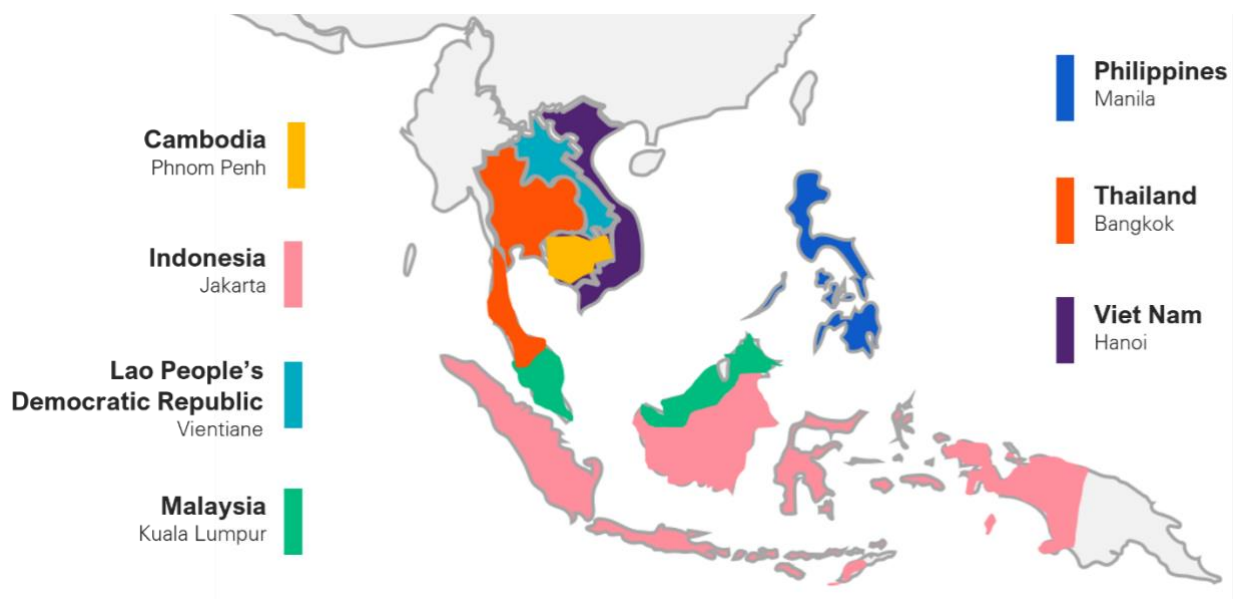 Cambodia
Phnom Penh
Indonesia
Jakarta
Lao People’s
Democratic Republic
Vientiane
Malaysia
Kuala Lumpur
Philippines
Manila
Thailand
Bangkok
Viet Nam
Hanoi